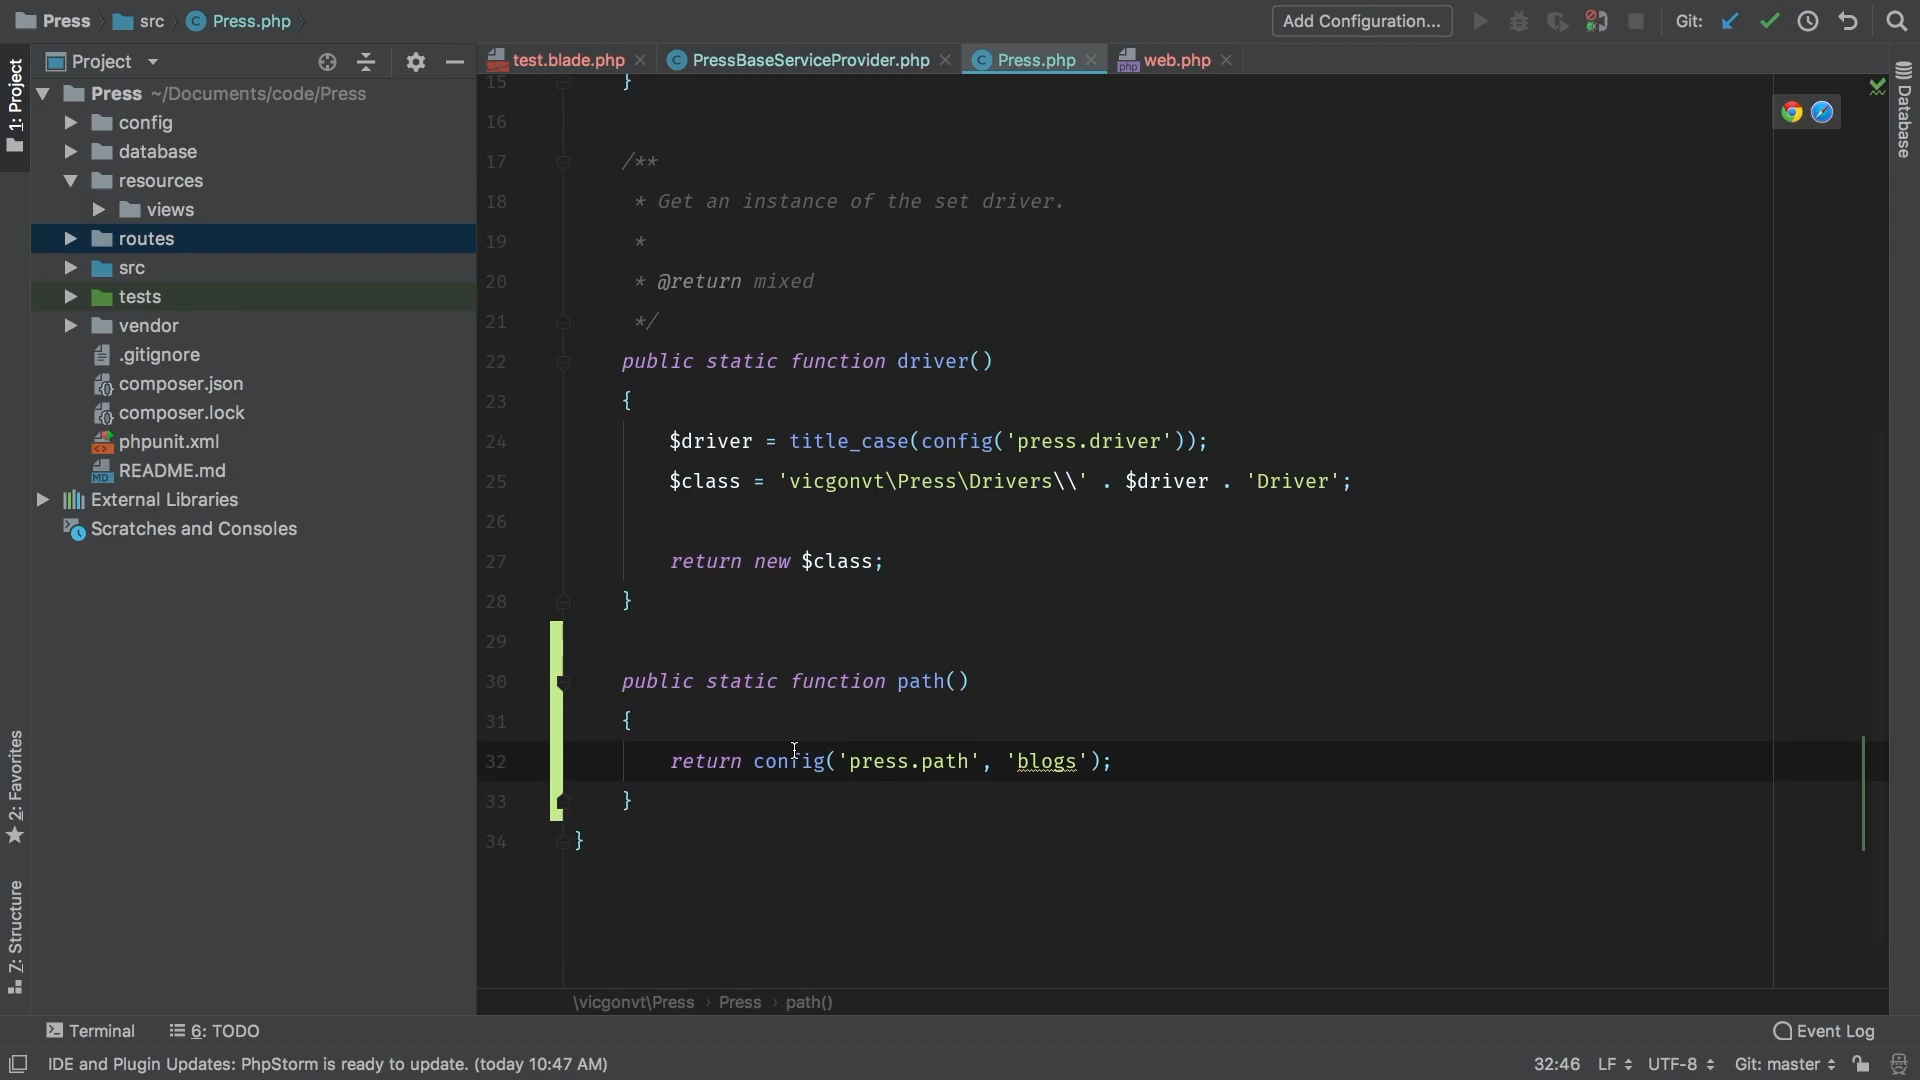 Press src Press.php
Add Configuration... Git:
Project
test.blade.php PressBaseServiceProvider.php Press.php web.php
1: Project
2: Favorites
Z: Structure
Database
Press ~/Documents/code/Press
config
database
resources
views
routes
src
tests
vendor
.gitignore
composer.json
composer.lock
phpunit.xml
README.md
External Libraries
Scratches and Consoles
15 }
16
17 /**
18 * Get an instance of the set driver.
19 *
20 * @return mixed
21 */
22 public static function driver()
23 {
24 $driver = title_case(config('press.driver'));
25 $class = 'vicgonvt\Press\Drivers\\' . $driver . 'Driver';
26
27 return new $class;
28 }
29
30 public static function path()
31 {
32 return config('press.path', 'blogs');
33 }
34 }
\vicgonvt\Press › Press › path()
Terminal 6: TODO Event Log
IDE and Plugin Updates: PhpStorm is ready to update. (today 10:47 AM) 32:46 LF UTF-8 Git: master